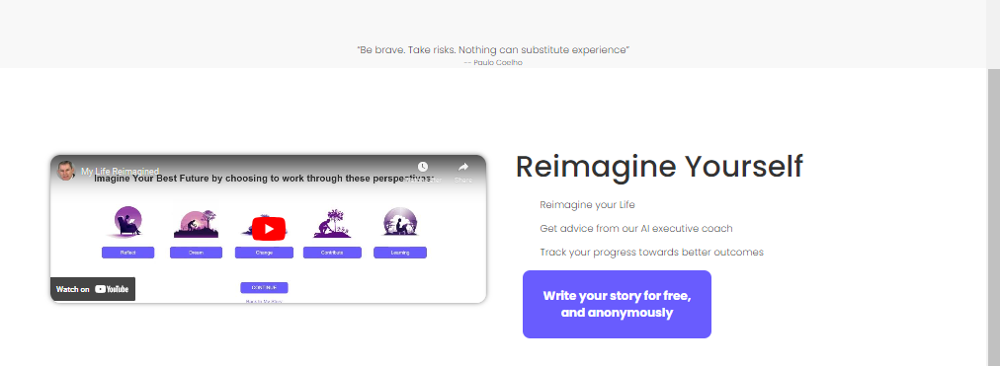 “Be brave. Take risks. Nothing can substitute experience”
-- Paulo Coelho
My Life Reimagined
Imagine Your Best Future by choosing to work through these perspectives:
Share
Reflect
Dream
Change
Contribute
Learning
CONTINUE
Watch on YouTube
Reimagine Yourself
Reimagine your Life
Get advice from our AI executive coach
Track your progress towards better outcomes
Write your story for free,
and anonymously